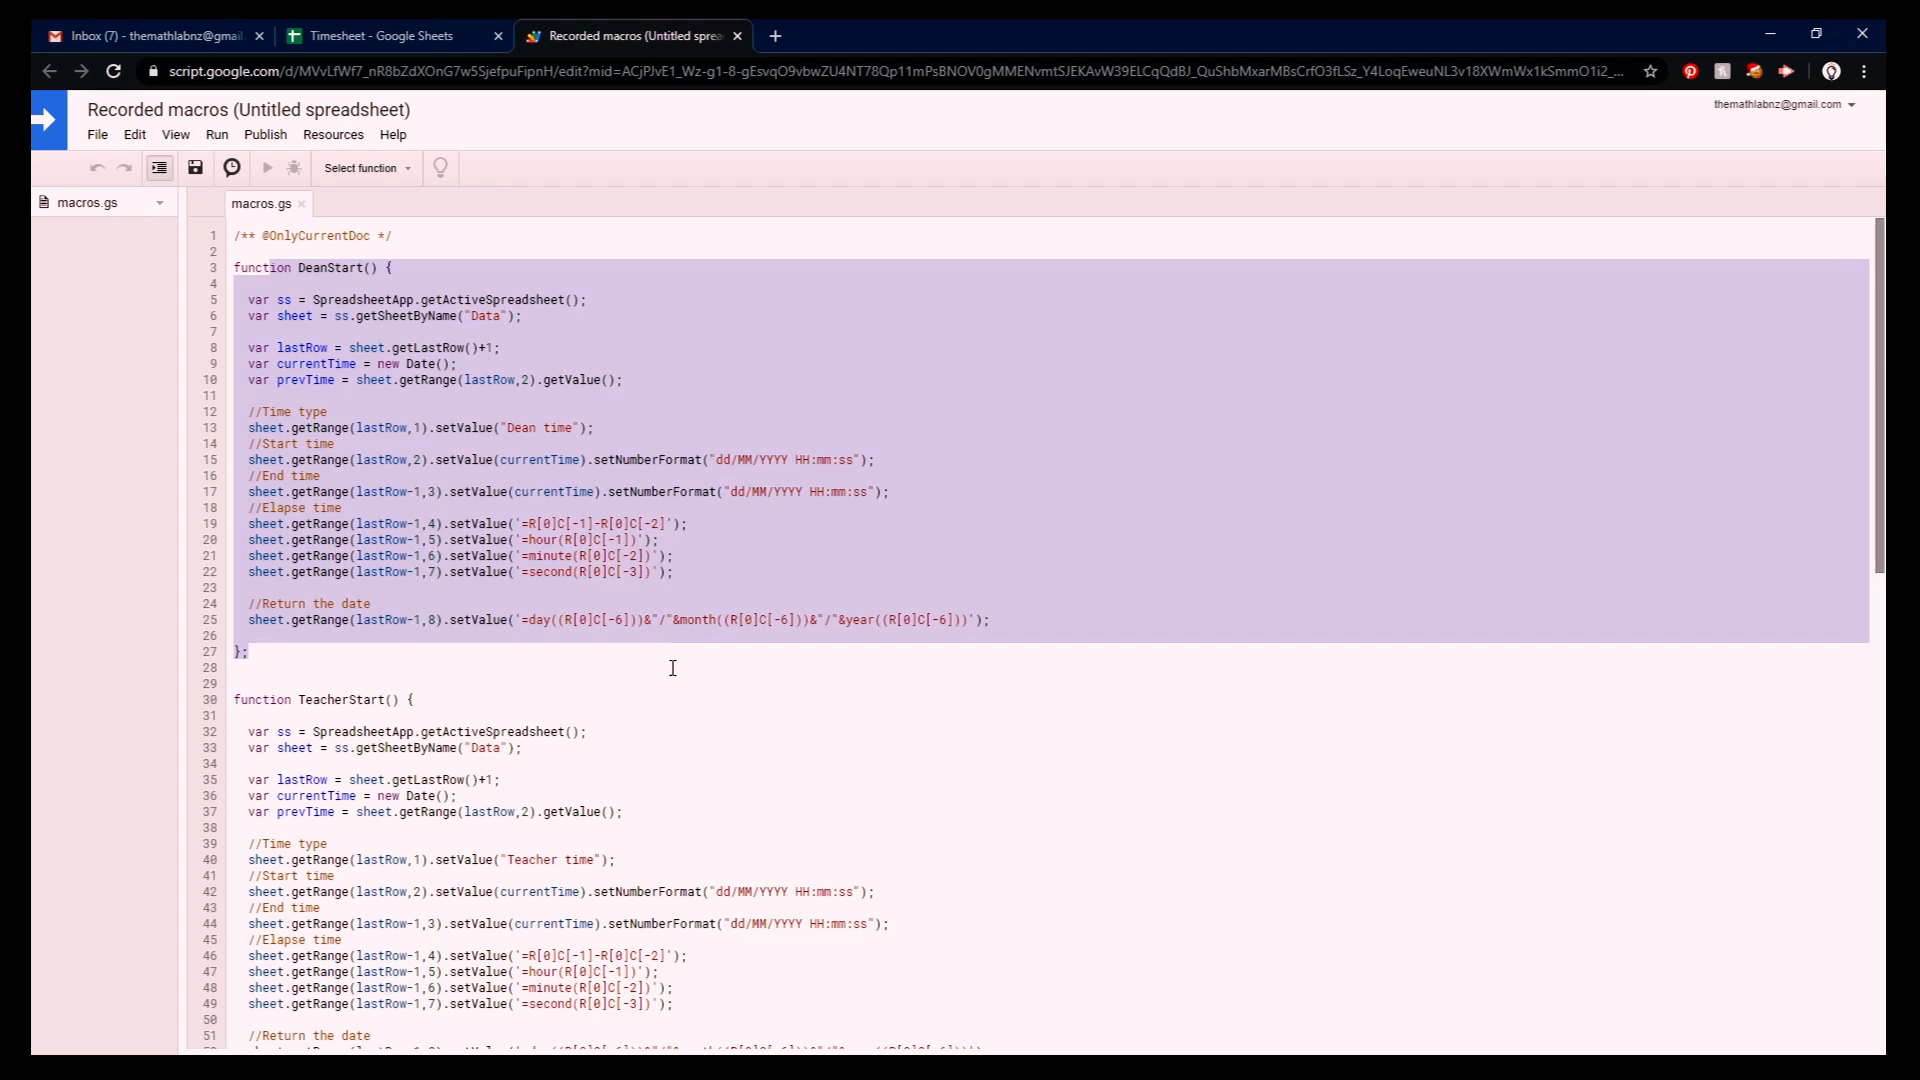 Inbox (7) - themathlabnz@gmail
Timesheet - Google Sheets
Recorded macros (Untitled sprea
script.google.com/d/MVvLfWf7_nR8bZdXOnG7w5SjefpuFipnH/edit?mid=ACjPJvE1_Wz-g1-8-gEsvqO9vbwZU4NT78Qp11mPsBNOV0gMMENvmtSJEKAvW39ELCqQdBJ_QuShbMxarMBsCrfO3fLSz_Y4LoqEweuNL3v18XWmWx1kSmmO1i2_...
Recorded macros (Untitled spreadsheet)
themathlabnz@gmail.com
File Edit View Run Publish Resources Help
Select function
macros.gs
macros.gs
1 /** @OnlyCurrentDoc */
2
3 function DeanStart() {
4
5 var ss = SpreadsheetApp.getActiveSpreadsheet();
6 var sheet = ss.getSheetByName("Data");
7
8 var lastRow = sheet.getLastRow()+1;
9 var currentTime = new Date();
10 var prevTime = sheet.getRange(lastRow,2).getValue();
11
12 //Time type
13 sheet.getRange(lastRow,1).setValue("Dean time");
14 //Start time
15 sheet.getRange(lastRow,2).setValue(currentTime).setNumberFormat("dd/MM/YYYY HH:mm:ss");
16 //End time
17 sheet.getRange(lastRow-1,3).setValue(currentTime).setNumberFormat("dd/MM/YYYY HH:mm:ss");
18 //Elapse time
19 sheet.getRange(lastRow-1,4).setValue('=R[0]C[-1]-R[0]C[-2]');
20 sheet.getRange(lastRow-1,5).setValue('=hour(R[0]C[-1])');
21 sheet.getRange(lastRow-1,6).setValue('=minute(R[0]C[-2])');
22 sheet.getRange(lastRow-1,7).setValue('=second(R[0]C[-3])');
23
24 //Return the date
25 sheet.getRange(lastRow-1,8).setValue('=day((R[0]C[-6]))&"/"&month((R[0]C[-6]))&"/"&year((R[0]C[-6]))');
26
27 };
28
29
30 function TeacherStart() {
31
32 var ss = SpreadsheetApp.getActiveSpreadsheet();
33 var sheet = ss.getSheetByName("Data");
34
35 var lastRow = sheet.getLastRow()+1;
36 var currentTime = new Date();
37 var prevTime = sheet.getRange(lastRow,2).getValue();
38
39 //Time type
40 sheet.getRange(lastRow,1).setValue("Teacher time");
41 //Start time
42 sheet.getRange(lastRow,2).setValue(currentTime).setNumberFormat("dd/MM/YYYY HH:mm:ss");
43 //End time
44 sheet.getRange(lastRow-1,3).setValue(currentTime).setNumberFormat("dd/MM/YYYY HH:mm:ss");
45 //Elapse time
46 sheet.getRange(lastRow-1,4).setValue('=R[0]C[-1]-R[0]C[-2]');
47 sheet.getRange(lastRow-1,5).setValue('=hour(R[0]C[-1])');
48 sheet.getRange(lastRow-1,6).setValue('=minute(R[0]C[-2])');
49 sheet.getRange(lastRow-1,7).setValue('=second(R[0]C[-3])');
50
51 //Return the date